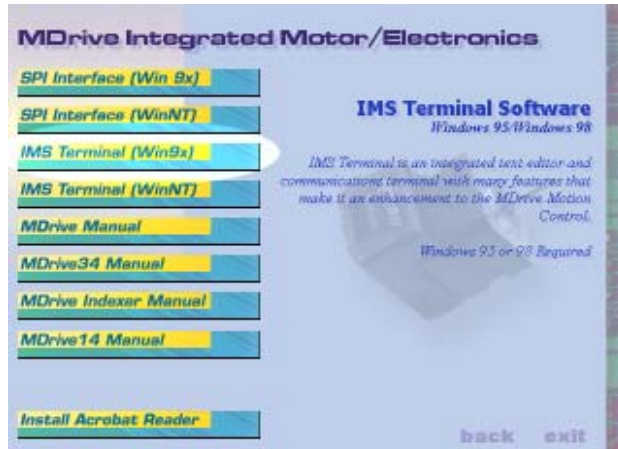 MDrive Integrated Motor/Electronics
SPI Interface (Win 9x)
SPI Interface (WinNT)
IMS Terminal (Win9x)
IMS Terminal (WinNT)
MDrive Manual
MDrive34 Manual
MDrive Indexer Manual
MDrive14 Manual
Install Acrobat Reader
IMS Terminal Software
Windows 95/Windows 98
IMS Terminal is an integrated text editor and
communications terminal with many features that
make it an enhancement to the MDrive Motion
Control.
Windows 95 or 98 Required
back exit